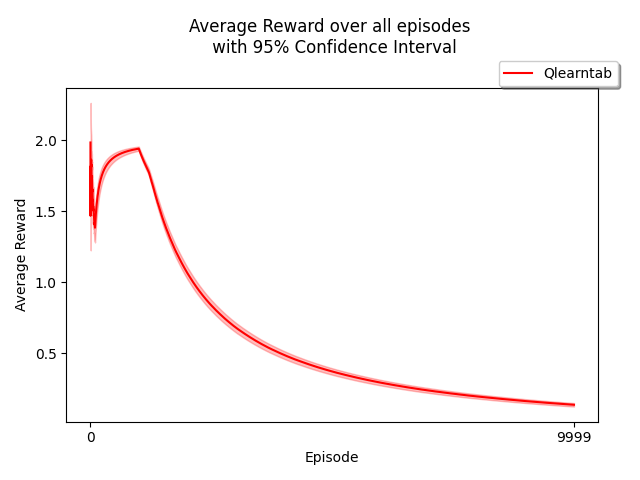 Average Reward over all episodes
with 95% Confidence Interval
Qlearntab
2.0
1.5
1.0
0.5
Average Reward
0
9999
Episode